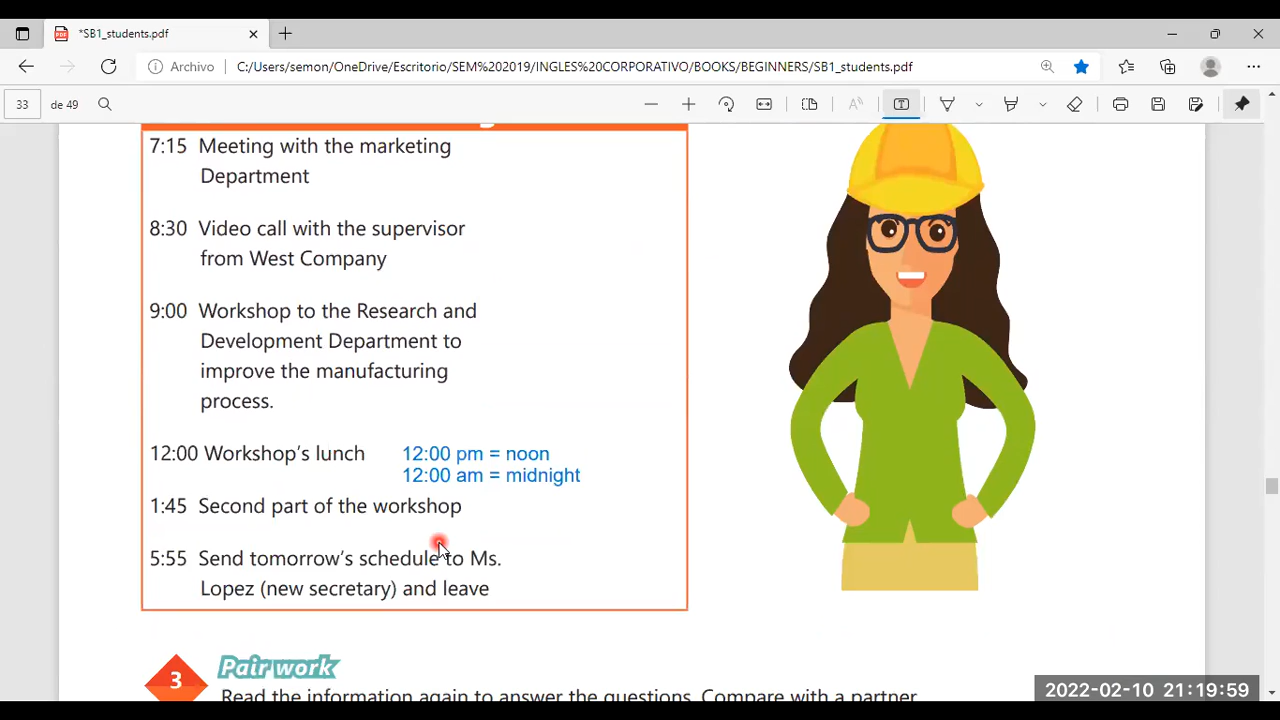 *SB1_students.pdf
Archivo
C:/Users/semon/OneDrive/Escritorio/SEM%202019/INGLES%20CORPORATIVO/BOOKS/BEGINNERS/SB1_students.pdf
33 de 49
7:15 Meeting with the marketing
Department
8:30 Video call with the supervisor
from West Company
9:00 Workshop to the Research and
Development Department to
improve the manufacturing
process.
12:00 Workshop's lunch 12:00 pm = noon
12:00 am = midnight
1:45 Second part of the workshop
5:55 Send tomorrow's schedule to Ms.
Lopez (new secretary) and leave
3 Pair work
Read the information again to answer the questions. Compare with a partner
2022-02-10 21:19:59